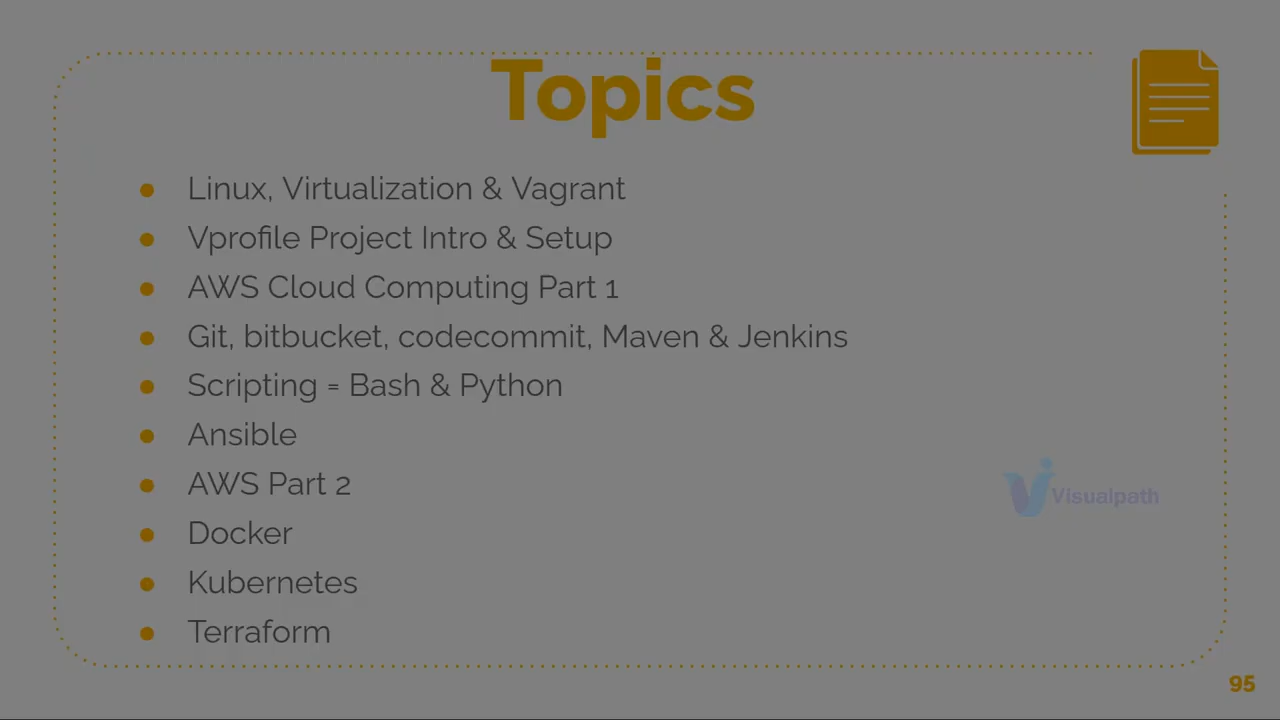 Topics
Linux, Virtualization & Vagrant
Vprofile Project Intro & Setup
AWS Cloud Computing Part 1
Git, bitbucket, codecommit, Maven & Jenkins
Scripting = Bash & Python
Ansible
AWS Part 2
Visualpath
Docker
Kubernetes
Terraform
95